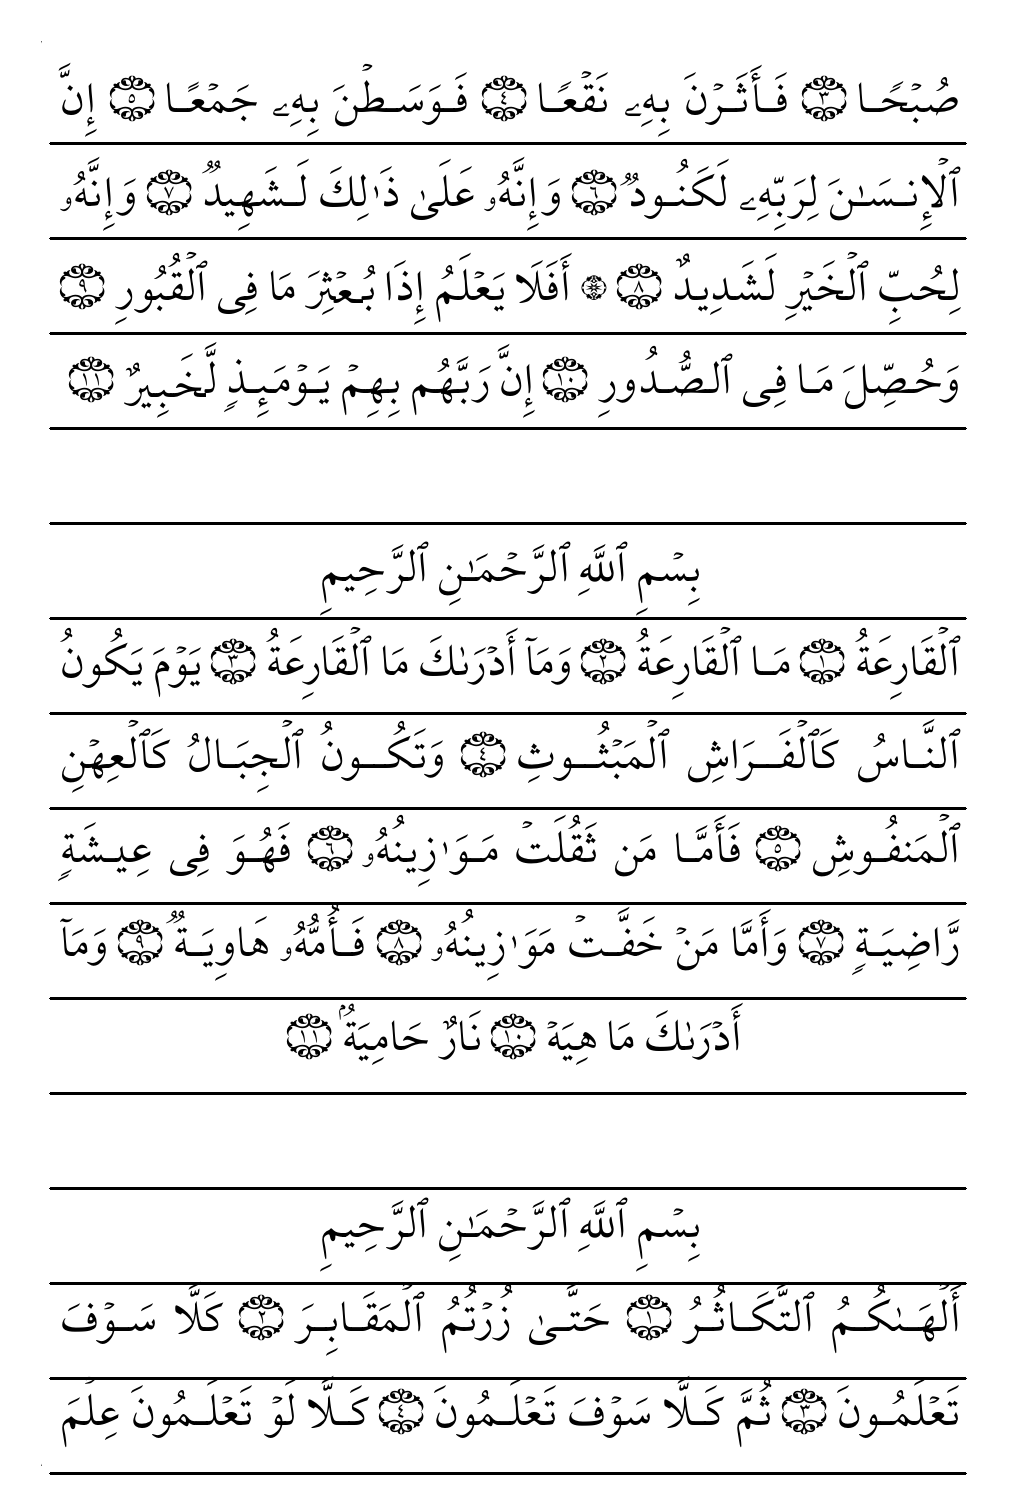 صُبۡحًا ٣ فَأَثَرۡنَ بِهِۦ نَقۡعًا ٤ فَوَسَطۡنَ بِهِۦ جَمۡعًا ٥ إِنَّ
ٱلۡإِنسَٰنَ لِرَبِّهِۦ لَكَنُودٞ ٦ وَإِنَّهُۥ عَلَىٰ ذَٰلِكَ لَشَهِيدٞ ٧ وَإِنَّهُۥ
لِحُبِّ ٱلۡخَيۡرِ لَشَدِيدٌ ٨ ۞ أَفَلَا يَعۡلَمُ إِذَا بُعۡثِرَ مَا فِى ٱلۡقُبُورِ ٩
وَحُصِّلَ مَا فِى ٱلصُّدُورِ ١٠ إِنَّ رَبَّهُم بِهِمۡ يَوۡمَئِذٖ لَّخَبِيرٌ ١١
بِسۡمِ ٱللَّهِ ٱلرَّحۡمَٰنِ ٱلرَّحِيمِ
ٱلۡقَارِعَةُ ١ مَا ٱلۡقَارِعَةُ ٢ وَمَآ أَدۡرَىٰكَ مَا ٱلۡقَارِعَةُ ٣ يَوۡمَ يَكُونُ
ٱلنَّاسُ كَٱلۡفَرَاشِ ٱلۡمَبۡثُوثِ ٤ وَتَكُونُ ٱلۡجِبَالُ كَٱلۡعِهۡنِ
ٱلۡمَنفُوشِ ٥ فَأَمَّا مَن ثَقُلَتۡ مَوَٰزِينُهُۥ ٦ فَهُوَ فِى عِيشَةٖ
رَّاضِيَةٖ ٧ وَأَمَّا مَنۡ خَفَّتۡ مَوَٰزِينُهُۥ ٨ فَأُمُّهُۥ هَاوِيَةٞ ٩ وَمَآ
أَدۡرَىٰكَ مَا هِيَهۡ ١٠ نَارٌ حَامِيَةُۢ ١١
بِسۡمِ ٱللَّهِ ٱلرَّحۡمَٰنِ ٱلرَّحِيمِ
أَلۡهَىٰكُمُ ٱلتَّكَاثُرُ ١ حَتَّىٰ زُرۡتُمُ ٱلۡمَقَابِرَ ٢ كَلَّا سَوۡفَ
تَعۡلَمُونَ ٣ ثُمَّ كَلَّا سَوۡفَ تَعۡلَمُونَ ٤ كَلَّا لَوۡ تَعۡلَمُونَ عِلۡمَ